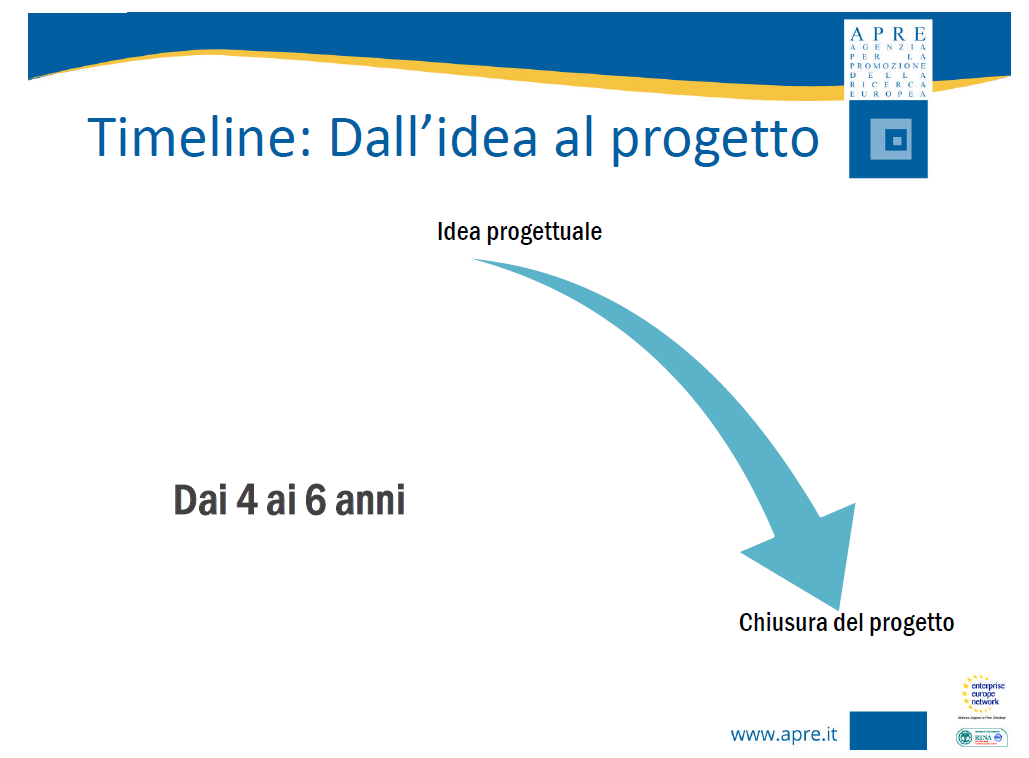 APRE
AGENZIA
PER LA
PROMOZIONE
DELLA
RICERCA
EUROPEA
Timeline: Dall’idea al progetto
Idea progettuale
Dai 4 ai 6 anni
Chiusura del progetto
enterprise
europe
network
www.apre.it
RINA